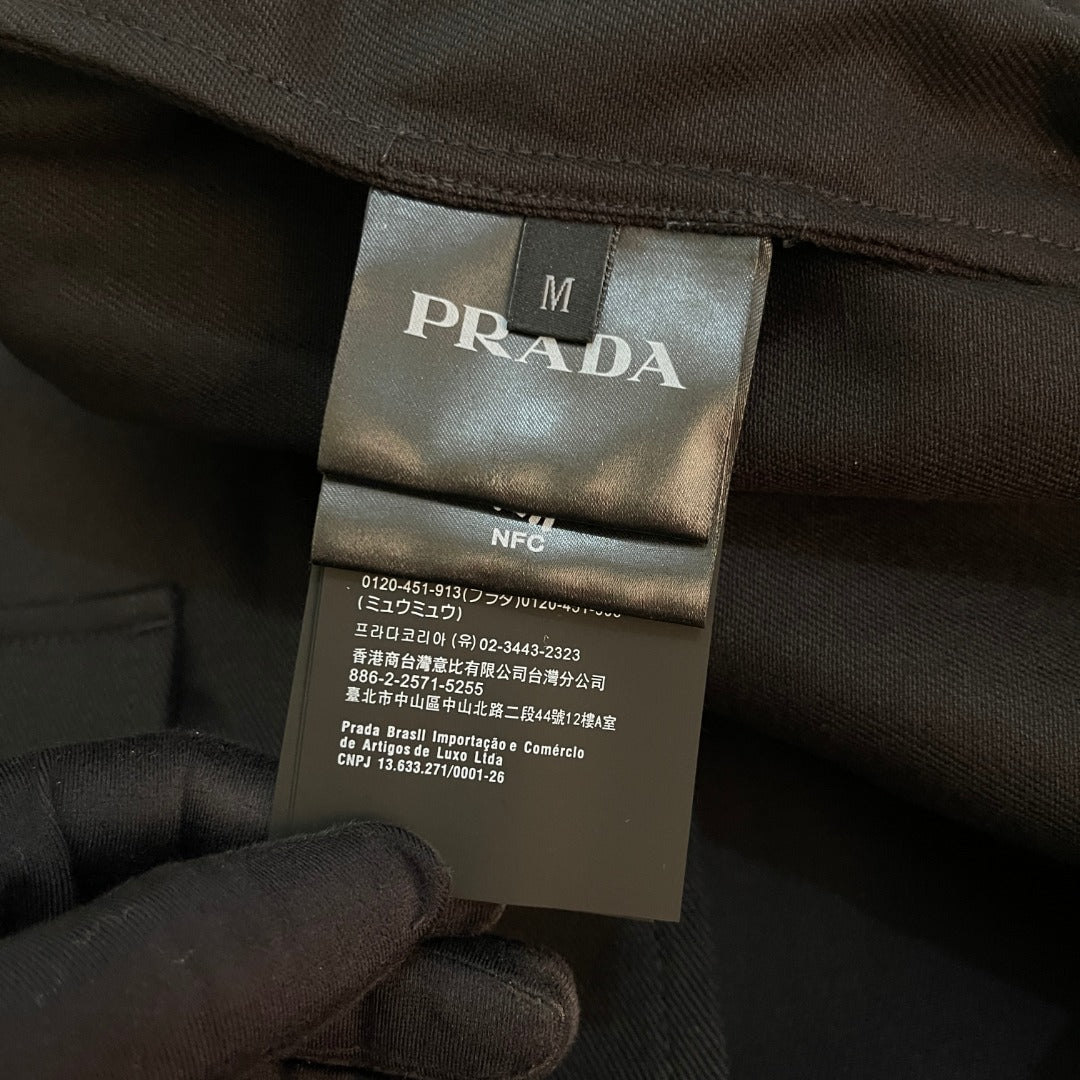 M
PRADA
NFC
0120-451-913(プラダ)
(ミュウミュウ)
프라다코리아 (유) 02-3443-2323
香港商台灣意比有限公司台灣分公司
886-2-2571-5255
臺北市中山區中山北路二段44號12樓A室
Prada Brasil Importação e Comércio
de Artigos de Luxo Ltda
CNPJ 13.633.271/0001-26